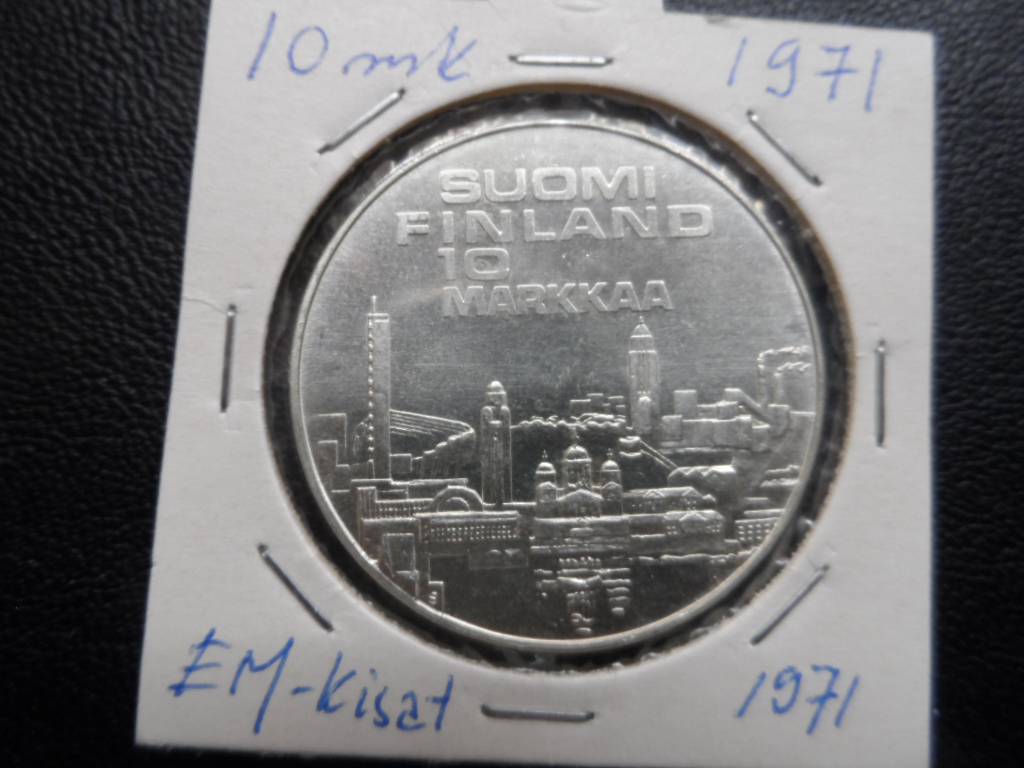 10 mk 1971
SUOMI
FINLAND
10
MARKKAA
EM-Kisat 1971